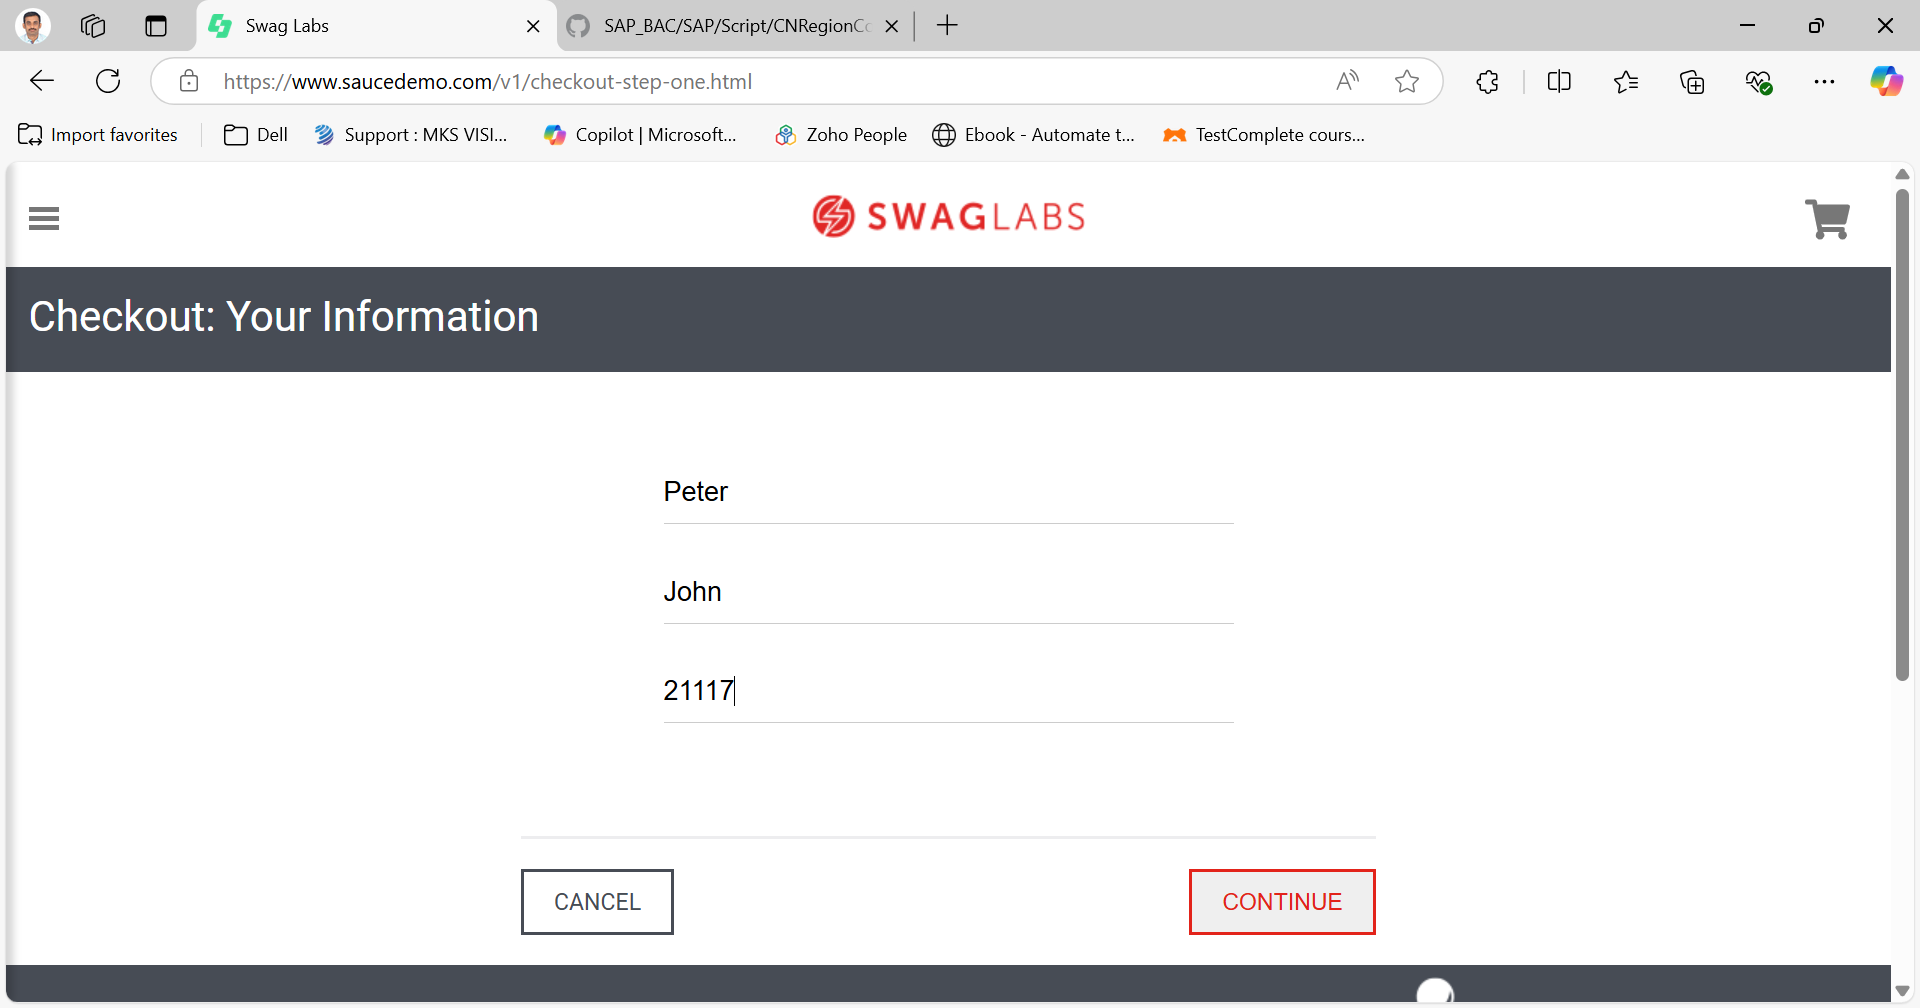 Swag Labs
SAP_BAC/SAP/Script/CNRegionCo
https://www.saucedemo.com/v1/checkout-step-one.html
Import favorites
Dell
Support : MKS VISI...
Copilot | Microsoft...
Zoho People
Ebook - Automate t...
TestComplete cours...
SWAGLABS
Checkout: Your Information
Peter
John
21117
CANCEL
CONTINUE